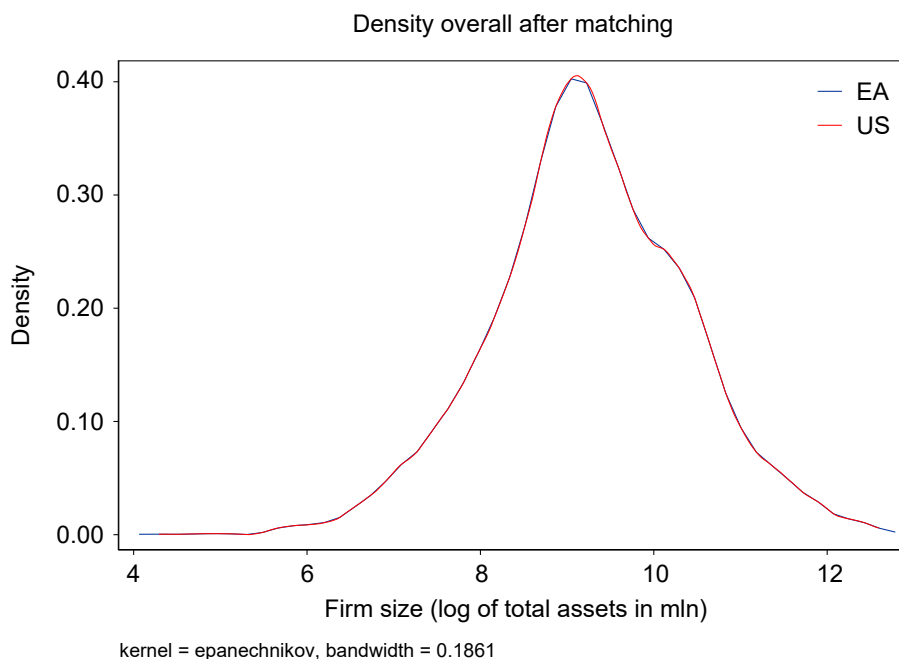 Density overall after matching
0.40
EA
US
0.30
0.20
0.10
0.00
Density
4
6
8
10
12
Firm size (log of total assets in mln)
kernel = epanechnikov, bandwidth = 0.1861